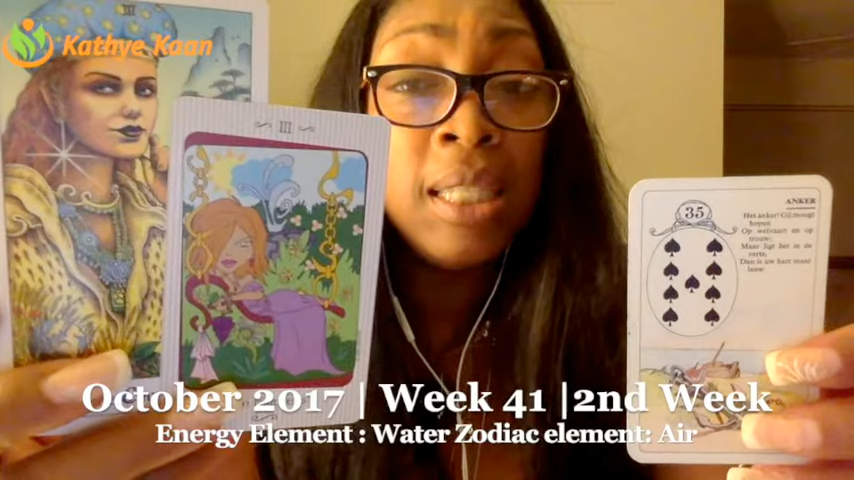 Kathye Kaan
III
III
35
ANKER
Het anker! Gij moogt
hopen
Op welvaart en op
trouw:
Maar ligt het in de
verte,
Dan is uw hart maar
lauw.
October 2017 | Week 41 |2nd Week
Energy Element : Water Zodiac element: Air